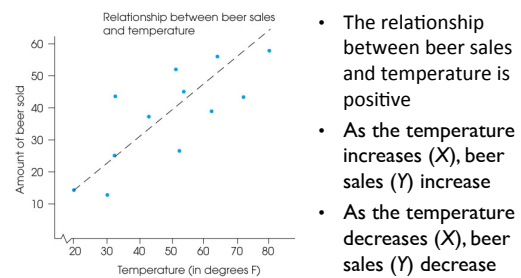 Relationship between beer sales
and temperature
60
50
40
30
20
10
Amount of beer sold
20 30 40 50 60 70 80
Temperature (in degrees F)
• The relationship
between beer sales
and temperature is
positive
• As the temperature
increases (X), beer
sales (Y) increase
• As the temperature
decreases (X), beer
sales (Y) decrease